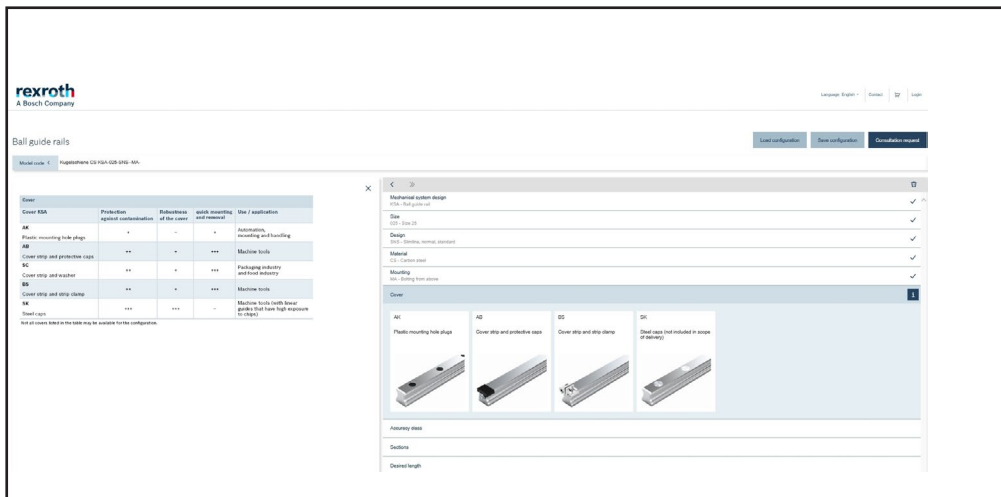 rexroth
A Bosch Company
Language: English
Contact
Login
Ball guide rails
Load configuration
Save configuration
Consultation request
Model code
Kugelschiene CS KSA-025-SNS- -MA-
Cover
Cover KSA
Protection
against contamination
Robustness
of the cover
quick mounting
and removal
Use / application
AK
Plastic mounting hole plugs
+
–
+
Automation,
mounting and handling
AB
Cover strip and protective caps
++
+
+++
Machine tools
SC
Cover strip and washer
++
+
+++
Packaging industry
and food industry
BS
Cover strip and strip clamp
++
+
+++
Machine tools
SK
Steel caps
+++
+++
–
Machine tools (with linear
guides that have high exposure
to chips)
Not all covers listed in the table may be available for the configuration.
Mechanical system design
KSA - Ball guide rail
Size
025 - Size 25
Design
SNS - Slimline, normal, standard
Material
CS - Carbon steel
Mounting
MA - Bolting from above
Cover
i
AK
Plastic mounting hole plugs
AB
Cover strip and protective caps
BS
Cover strip and strip clamp
SK
Steel caps (not included in scope
of delivery)
Accuracy class
Sections
Desired length